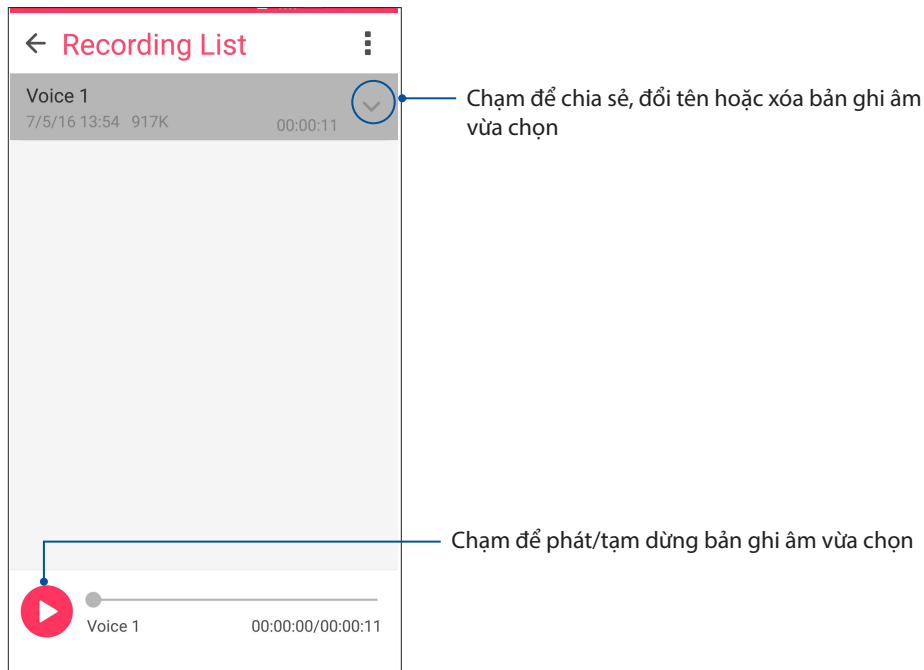 Recording List
Voice 1
7/5/16 13:54 917K 00:00:11
Chạm để chia sẻ, đổi tên hoặc xóa bản ghi âm
vừa chọn
Chạm để phát/tạm dừng bản ghi âm vừa chọn
Voice 1 00:00:00/00:00:11